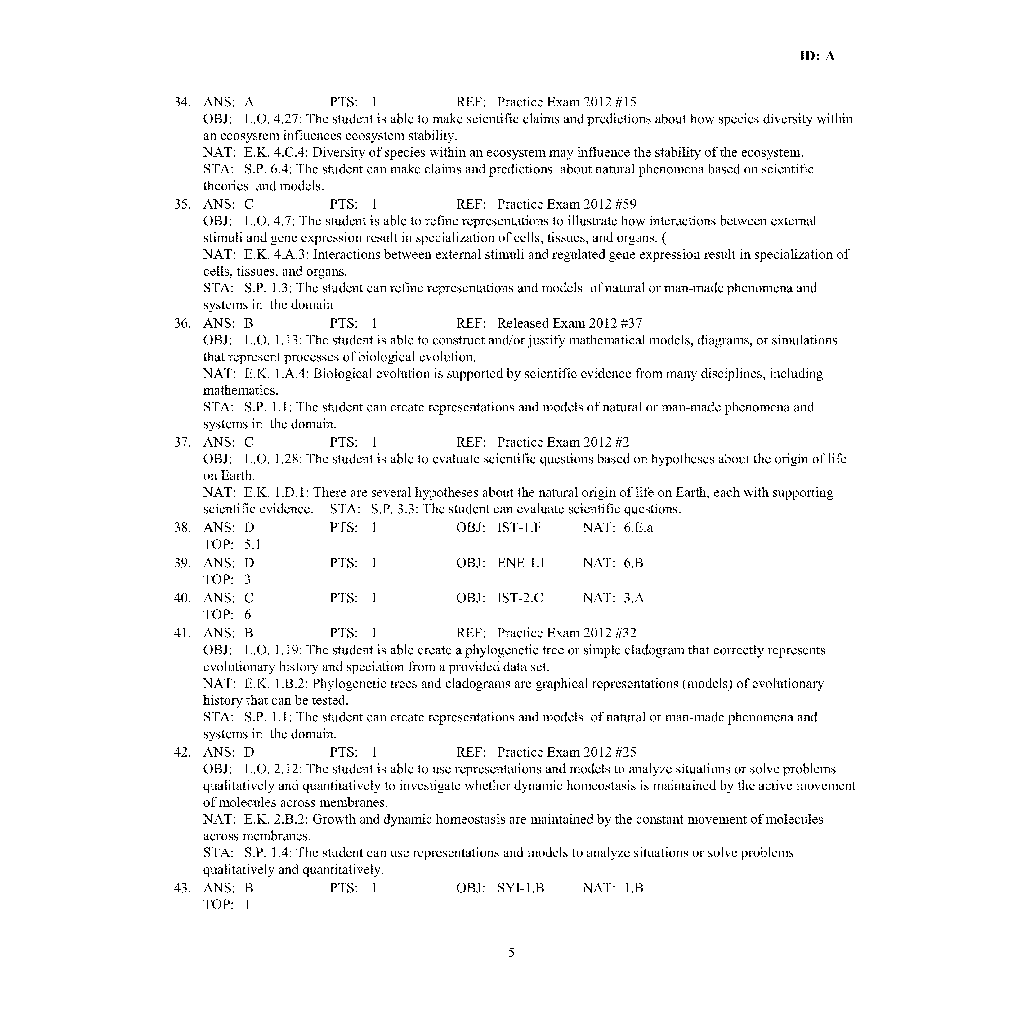 ID: A
34. ANS: A PTS: 1 REF: Practice Exam 2012 #15
OBJ: L.O. 4.27: The student is able to make scientific claims and predictions about how species diversity within
an ecosystem influences ecosystem stability.
NAT: E.K. 4.C.4: Diversity of species within an ecosystem may influence the stability of the ecosystem.
STA: S.P. 6.4: The student can make claims and predictions about natural phenomena based on scientific
theories and models.
35. ANS: C PTS: 1 REF: Practice Exam 2012 #59
OBJ: L.O. 4.7: The student is able to refine representations to illustrate how interactions between external
stimuli and gene expression result in specialization of cells, tissues, and organs. (
NAT: E.K. 4.A.3: Interactions between external stimuli and regulated gene expression result in specialization of
cells, tissues, and organs.
STA: S.P. 1.3: The student can refine representations and models of natural or man-made phenomena and
systems in the domain
36. ANS: B PTS: 1 REF: Released Exam 2012 #37
OBJ: L.O. 1.13: The student is able to construct and/or justify mathematical models, diagrams, or simulations
that represent processes of biological evolution.
NAT: E.K. 1.A.4: Biological evolution is supported by scientific evidence from many disciplines, including
mathematics.
STA: S.P. 1.1: The student can create representations and models of natural or man-made phenomena and
systems in the domain.
37. ANS: C PTS: 1 REF: Practice Exam 2012 #2
OBJ: L.O. 1.28: The student is able to evaluate scientific questions based on hypotheses about the origin of life
on Earth.
NAT: E.K. 1.D.1: There are several hypotheses about the natural origin of life on Earth, each with supporting
scientific evidence. STA: S.P. 3.3: The student can evaluate scientific questions.
38. ANS: D PTS: 1 OBJ: IST-1.F NAT: 6.E.a
TOP: 5.1
39. ANS: D PTS: 1 OBJ: ENE-1.I NAT: 6.B
TOP: 3
40. ANS: C PTS: 1 OBJ: IST-2.C NAT: 3.A
TOP: 6
41. ANS: B PTS: 1 REF: Practice Exam 2012 #32
OBJ: L.O. 1.19: The student is able create a phylogenetic tree or simple cladogram that correctly represents
evolutionary history and speciation from a provided data set.
NAT: E.K. 1.B.2: Phylogenetic trees and cladograms are graphical representations (models) of evolutionary
history that can be tested.
STA: S.P. 1.1: The student can create representations and models of natural or man-made phenomena and
systems in the domain.
42. ANS: D PTS: 1 REF: Practice Exam 2012 #25
OBJ: L.O. 2.12: The student is able to use representations and models to analyze situations or solve problems
qualitatively and quantitatively to investigate whether dynamic homeostasis is maintained by the active movement
of molecules across membranes.
NAT: E.K. 2.B.2: Growth and dynamic homeostasis are maintained by the constant movement of molecules
across membranes.
STA: S.P. 1.4: The student can use representations and models to analyze situations or solve problems
qualitatively and quantitatively.
43. ANS: B PTS: 1 OBJ: SYI-1.B NAT: 1.B
TOP: 1
5